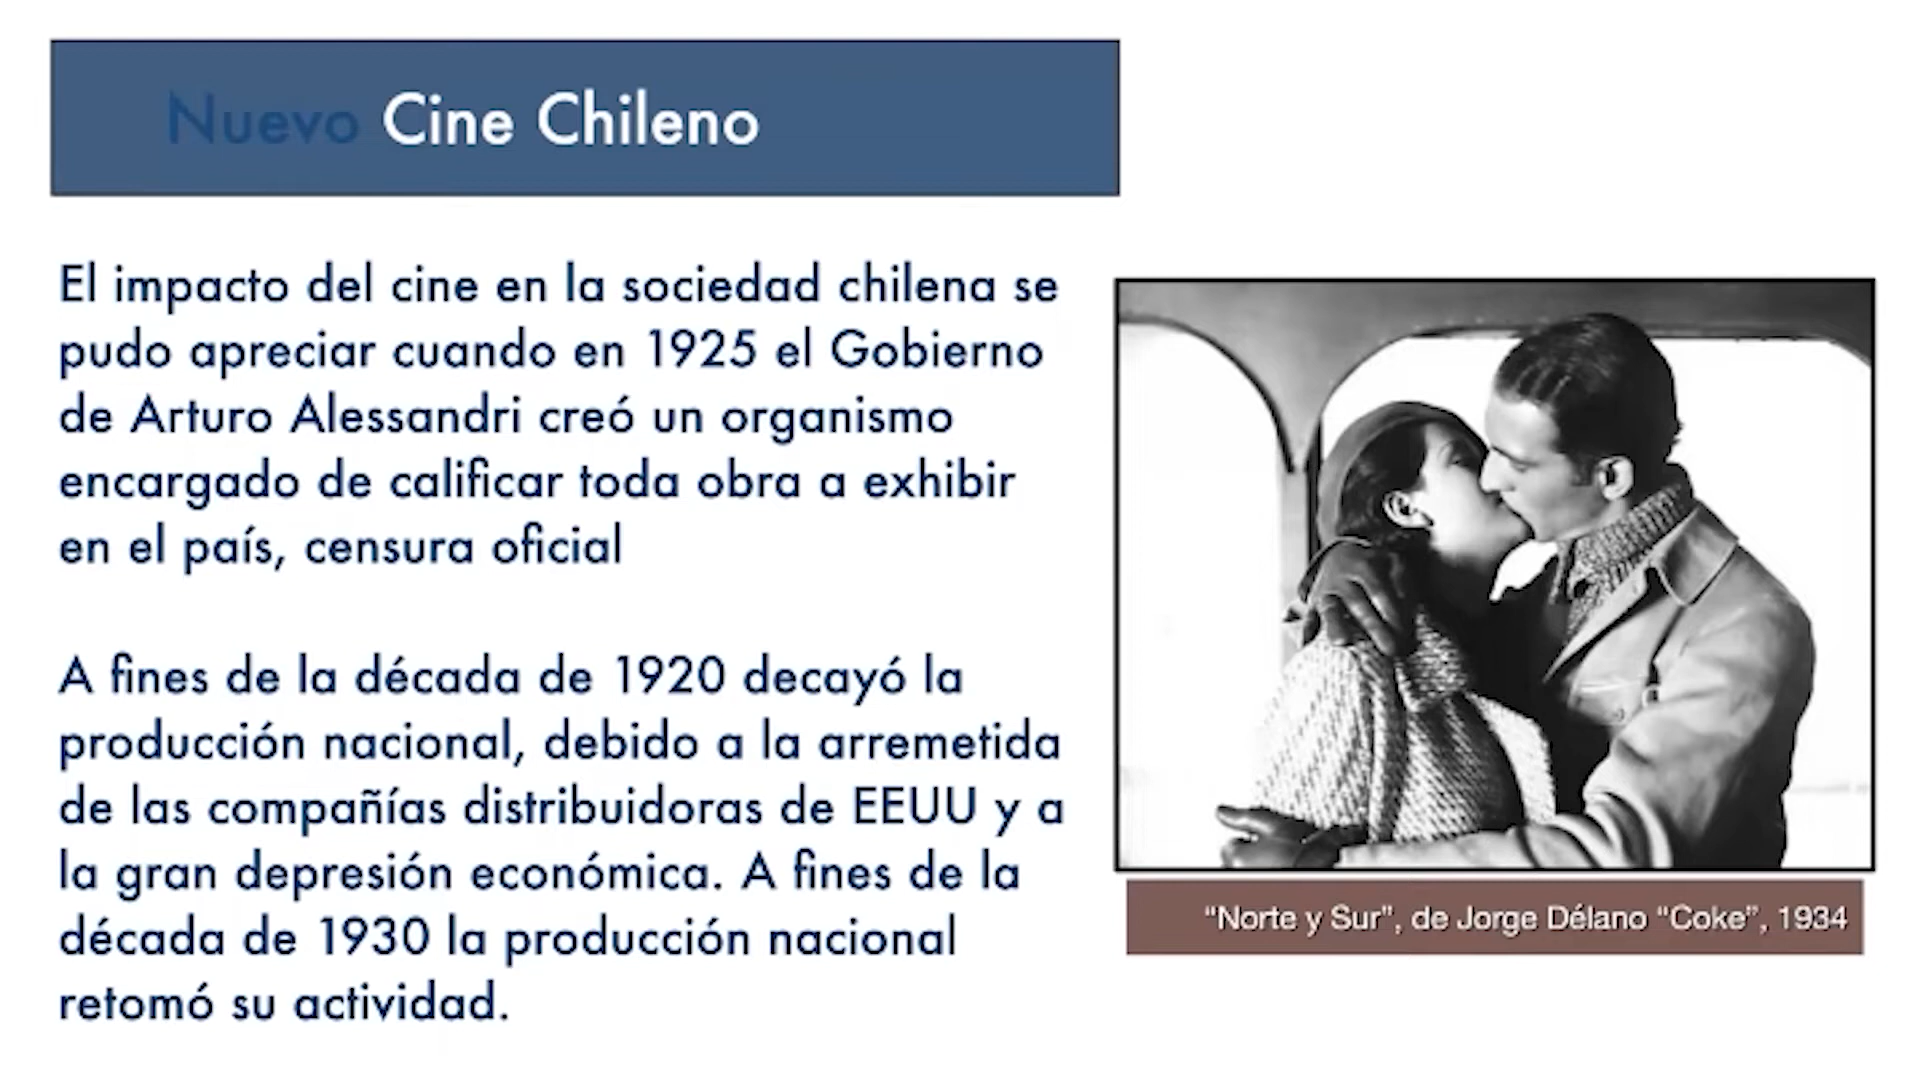 Nuevo Cine Chileno
El impacto del cine en la sociedad chilena se
pudo apreciar cuando en 1925 el Gobierno
de Arturo Alessandri creó un organismo
encargado de calificar toda obra a exhibir
en el país, censura oficial
A fines de la década de 1920 decayó la
producción nacional, debido a la arremetida
de las compañías distribuidoras de EEUU y a
la gran depresión económica. A fines de la
década de 1930 la producción nacional
retomó su actividad.
“Norte y Sur”, de Jorge Délano “Coke”, 1934